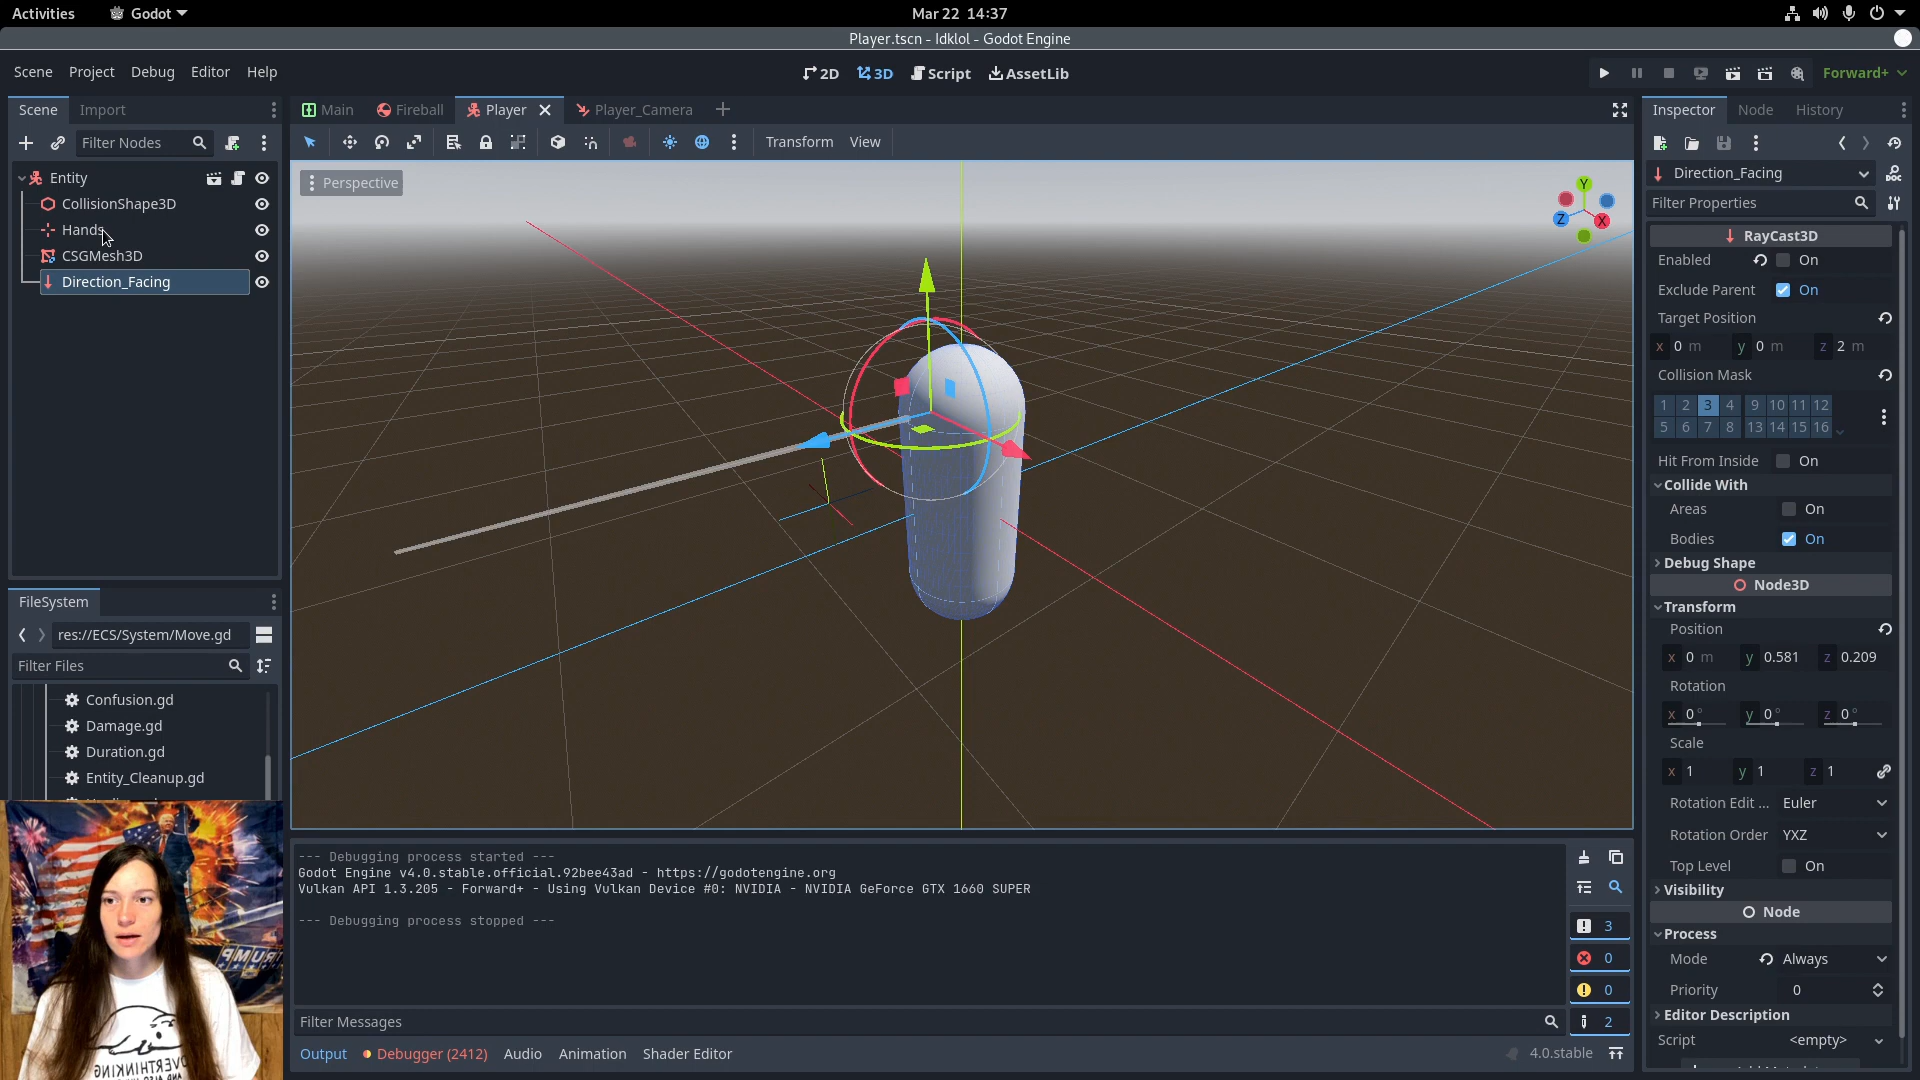 Activities
Godot
Mar 22 14:37
Player.tscn - Idklol - Godot Engine
Scene Project Debug Editor Help
2D 3D Script AssetLib
Forward+
Scene Import
Main Fireball Player Player_Camera
Inspector Node History
Filter Nodes
Transform View
Entity
CollisionShape3D
Hands
CSGMesh3D
Direction_Facing
Perspective
Y
Z
X
Direction_Facing
Filter Properties
RayCast3D
Enabled On
Exclude Parent On
Target Position
x 0 m y 0 m z 2 m
Collision Mask
1 2 3 4 9 10 11 12
5 6 7 8 13 14 15 16
Hit From Inside On
Collide With
Areas On
Bodies On
Debug Shape
Node3D
Transform
Position
x 0 m y 0.581 z 0.209
Rotation
x 0° y 0° z 0°
Scale
x 1 y 1 z 1
Rotation Edit ... Euler
Rotation Order YXZ
Top Level On
Visibility
Node
Process
Mode Always
Priority 0
Editor Description
Script <empty>
FileSystem
res://ECS/System/Move.gd
Filter Files
Confusion.gd
Damage.gd
Duration.gd
Entity_Cleanup.gd
--- Debugging process started ---
Godot Engine v4.0.stable.official.92bee43ad - https://godotengine.org
Vulkan API 1.3.205 - Forward+ - Using Vulkan Device #0: NVIDIA - NVIDIA GeForce GTX 1660 SUPER
--- Debugging process stopped ---
3
0
0
2
Filter Messages
Output Debugger (2412) Audio Animation Shader Editor
4.0.stable
TRUMP
OVERTHINKING